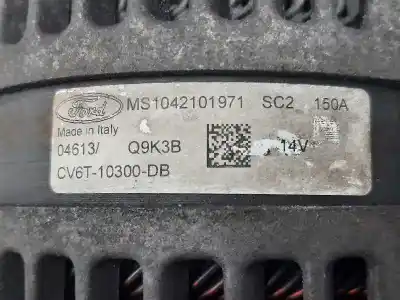 Ford MS1042101971 SC2 150A
Made in Italy
04613/ Q9K3B 14V
CV6T-10300-DB